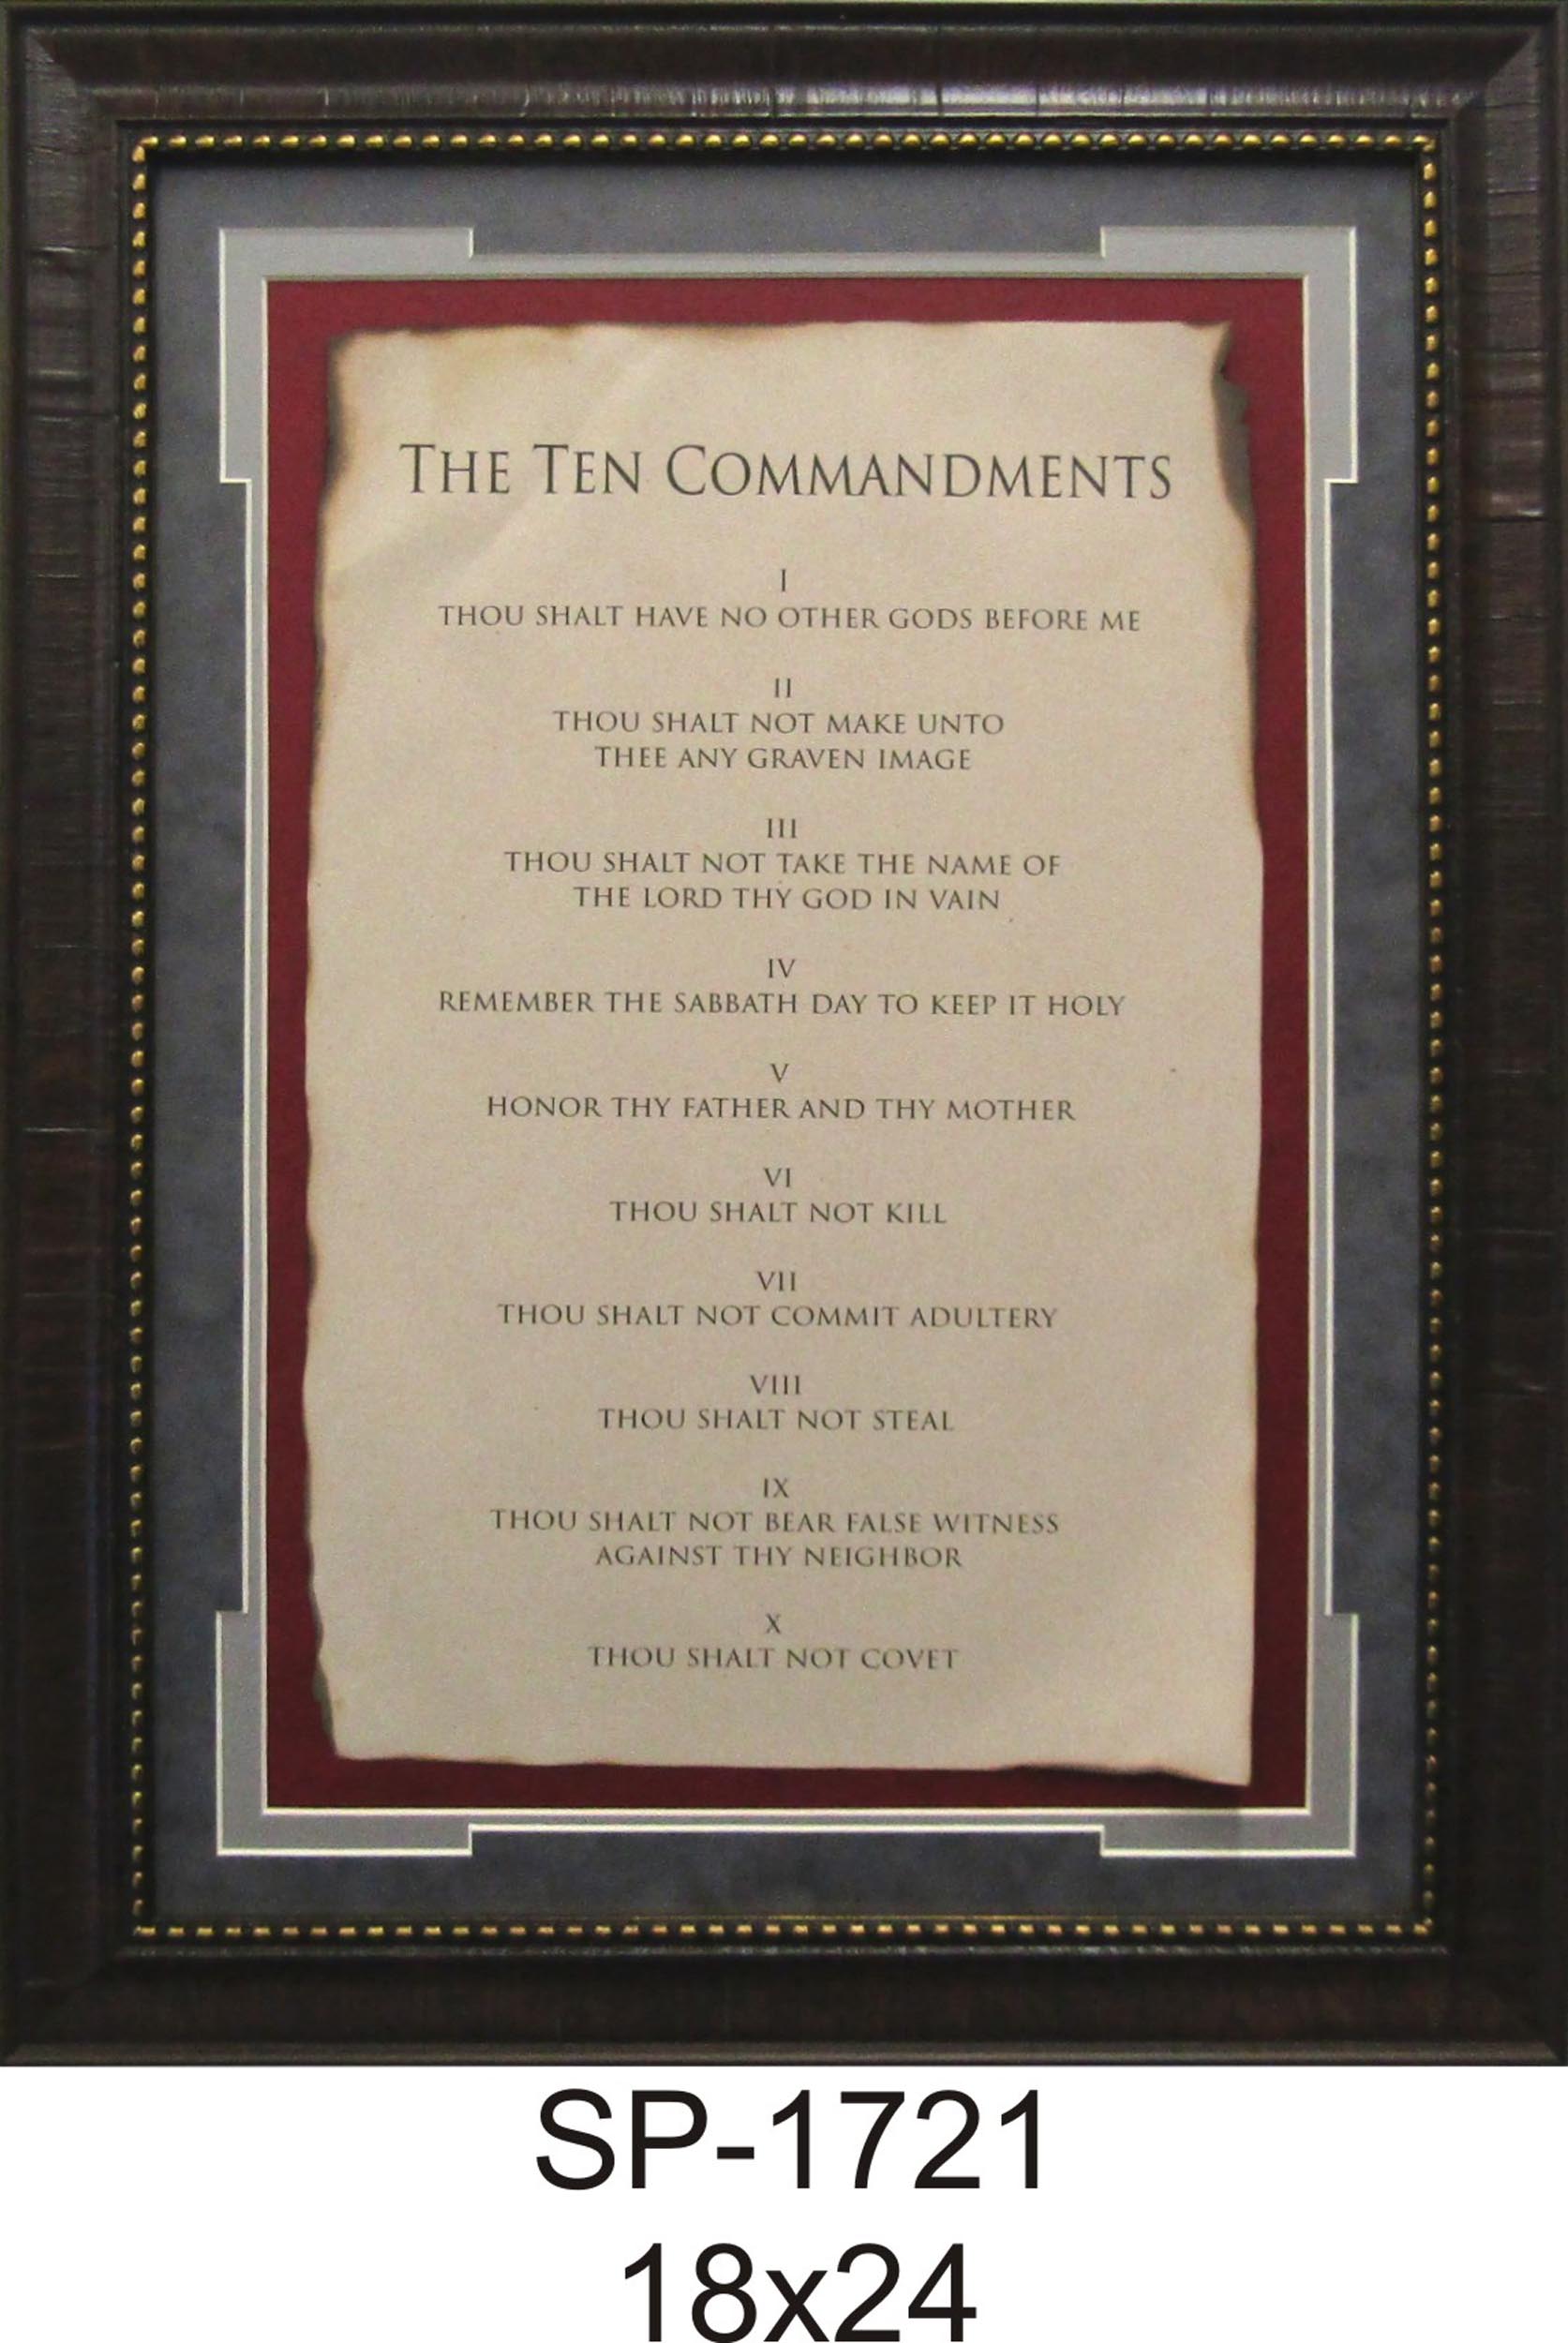 THE TEN COMMANDMENTS
I
THOU SHALT HAVE NO OTHER GODS BEFORE ME
II
THOU SHALT NOT MAKE UNTO
THEE ANY GRAVEN IMAGE
III
THOU SHALT NOT TAKE THE NAME OF
THE LORD THY GOD IN VAIN
IV
REMEMBER THE SABBATH DAY TO KEEP IT HOLY
V
HONOR THY FATHER AND THY MOTHER
VI
THOU SHALT NOT KILL
VII
THOU SHALT NOT COMMIT ADULTERY
VIII
THOU SHALT NOT STEAL
IX
THOU SHALT NOT BEAR FALSE WITNESS
AGAINST THY NEIGHBOR
X
THOU SHALT NOT COVET
SP-1721
18x24